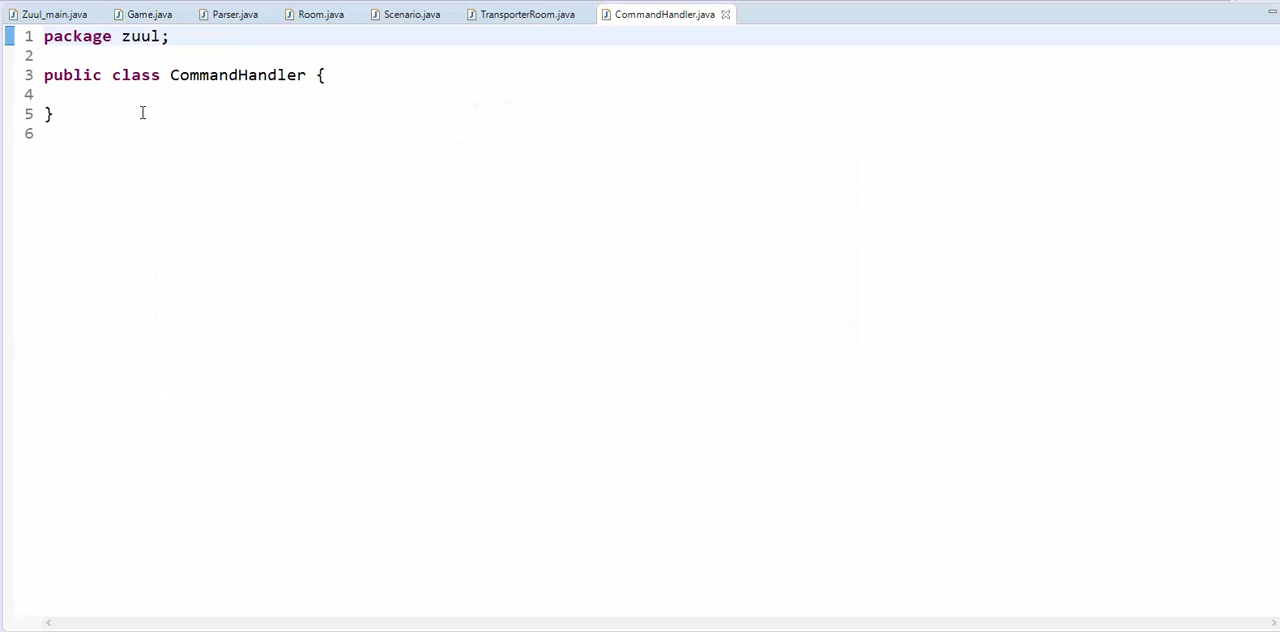 Zuul_main.java Game.java Parser.java Room.java Scenario.java TransporterRoom.java CommandHandler.java
1 package zuul;
2
3 public class CommandHandler {
4
5 }
6